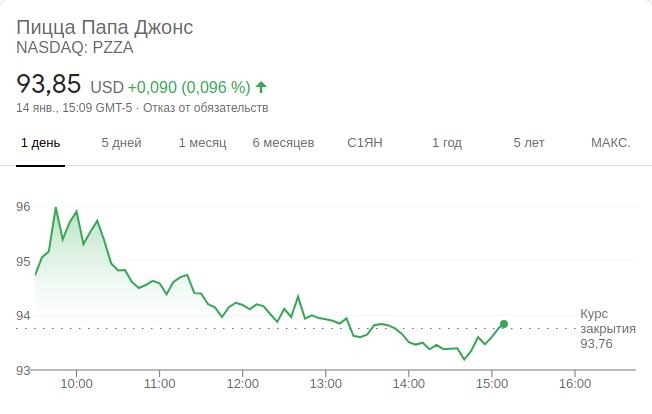 Пицца Папа Джонс
NASDAQ: PZZA
93,85 USD +0,090 (0,096 %)
14 янв., 15:09 GMT-5 · Отказ от обязательств
1 день 5 дней 1 месяц 6 месяцев С1ЯН 1 год 5 лет МАКС.
96
95
94
93
Курс
закрытия
93,76
10:00 11:00 12:00 13:00 14:00 15:00 16:00